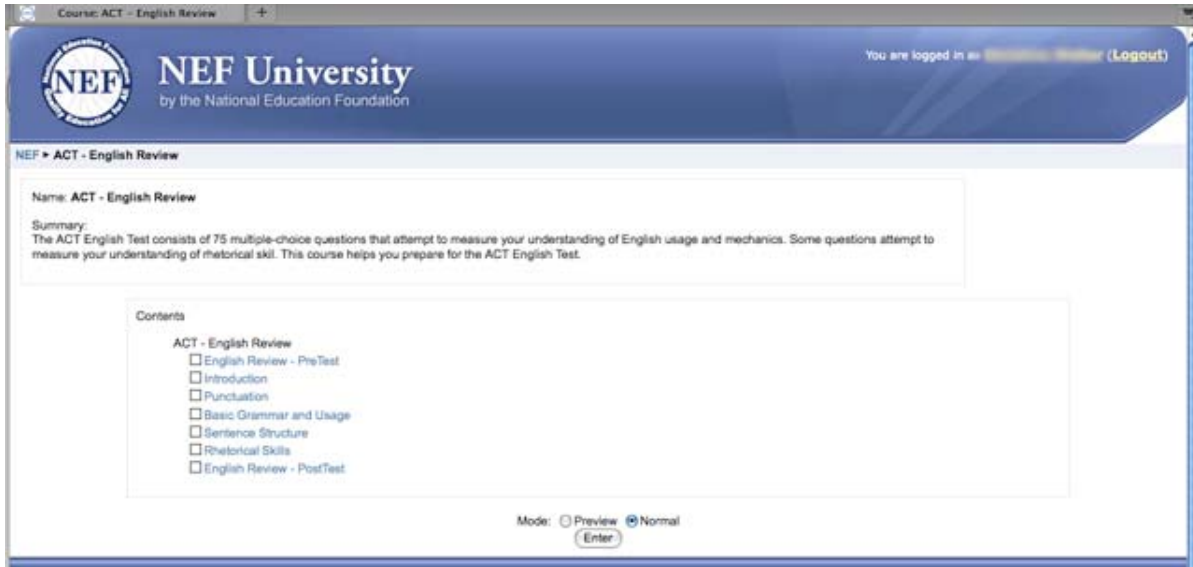 Course: ACT - English Review
+
NEF
NEF University
by the National Education Foundation
You are logged in as (Logout)
NEF ▸ ACT - English Review
Name: ACT - English Review
Summary:
The ACT English Test consists of 75 multiple-choice questions that attempt to measure your understanding of English usage and mechanics. Some questions attempt to
measure your understanding of rhetorical skil. This course helps you prepare for the ACT English Test.
Contents
ACT - English Review
English Review - PreTest
Introduction
Punctuation
Basic Grammar and Usage
Sentence Structure
Rhetorical Skills
English Review - PostTest
Mode: Preview Normal
Enter